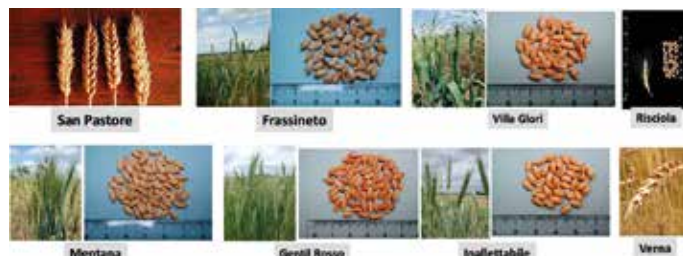 San Pastore
Frassineto
Villa Glori
Risciola
Mentana
Gentil Rosso
Inallettabile
Verna